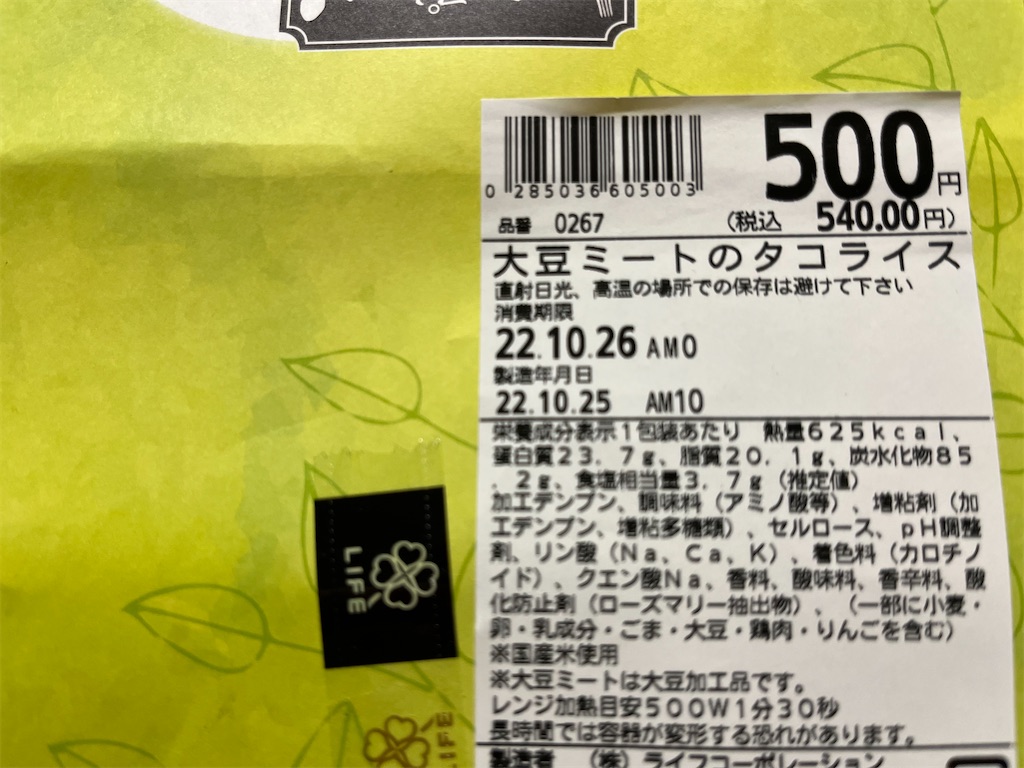 500円
0 285036 605003
品番 0267 (税込 540.00円)
大豆ミートのタコライス
直射日光、高温の場所での保存は避けて下さい
消費期限
22.10.26 AM0
製造年月日
22.10.25 AM10
栄養成分表示1包装あたり 熱量625kcal、
蛋白質23.7g、脂質20.1g、炭水化物85
.2g、食塩相当量3.7g(推定値)
加工デンプン、調味料(アミノ酸等)、増粘剤(加
工デンプン、増粘多糖類)、セルロース、pH調整
剤、リン酸(Na、Ca、K)、着色料(カロチノ
イド)、クエン酸Na、香料、酸味料、香辛料、酸
化防止剤(ローズマリー抽出物)、(一部に小麦・
卵・乳成分・ごま・大豆・鶏肉・りんごを含む)
※国産米使用
※大豆ミートは大豆加工品です。
レンジ加熱目安500W1分30秒
長時間では容器が変形する恐れがあります。
製造者 (株)ライフコーポレーション
LIFE
LIFE